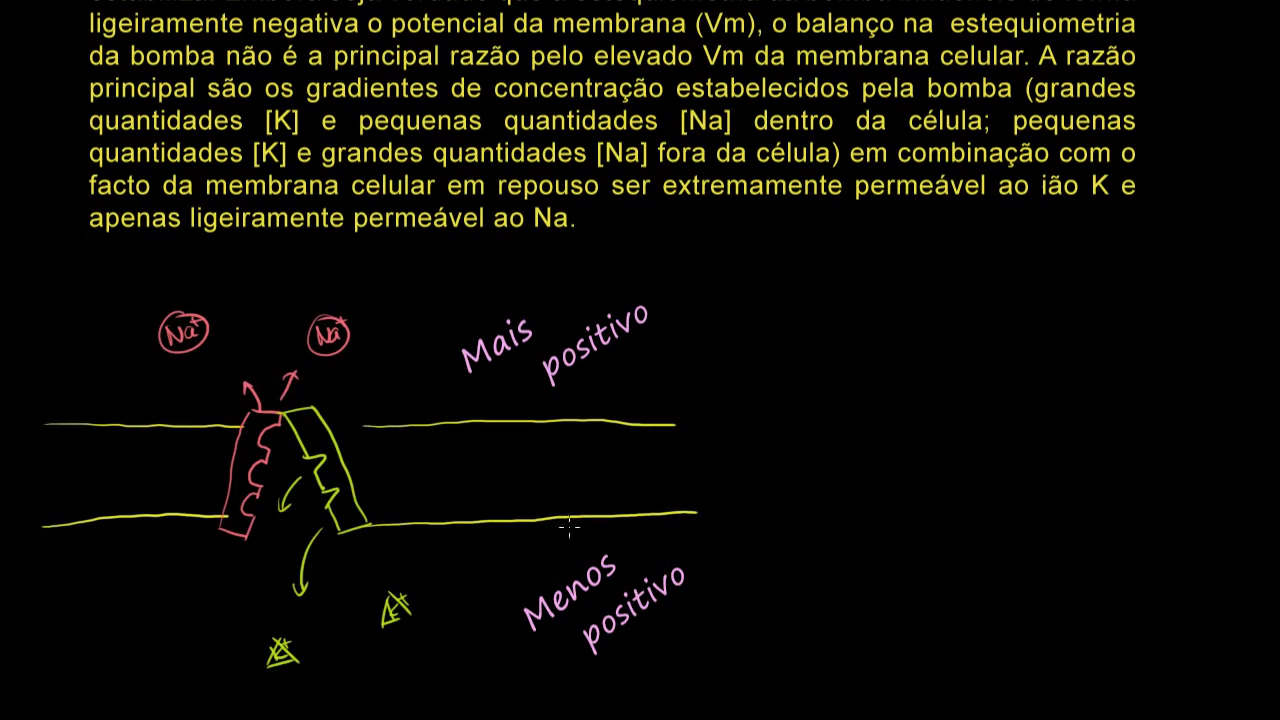 ligeiramente negativa o potencial da membrana (Vm), o balanço na estequiometria
da bomba não é a principal razão pelo elevado Vm da membrana celular. A razão
principal são os gradientes de concentração estabelecidos pela bomba (grandes
quantidades [K] e pequenas quantidades [Na] dentro da célula; pequenas
quantidades [K] e grandes quantidades [Na] fora da célula) em combinação com o
facto da membrana celular em repouso ser extremamente permeável ao ião K e
apenas ligeiramente permeável ao Na.
Na+ Na+
Mais
positivo
Menos
positivo
K+
K+